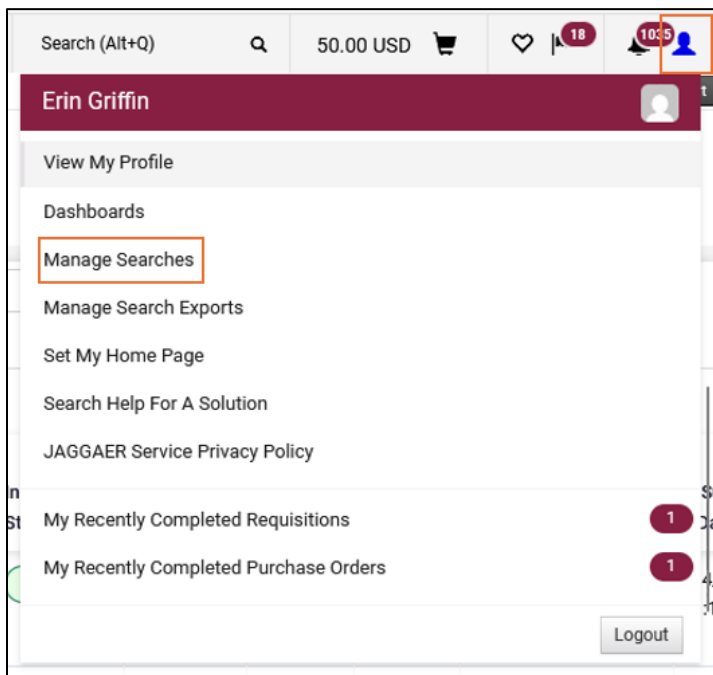 Search (Alt+Q) 50.00 USD 18 1035
Erin Griffin
View My Profile
Dashboards
Manage Searches
Manage Search Exports
Set My Home Page
Search Help For A Solution
JAGGAER Service Privacy Policy
My Recently Completed Requisitions 1
My Recently Completed Purchase Orders 1
Logout